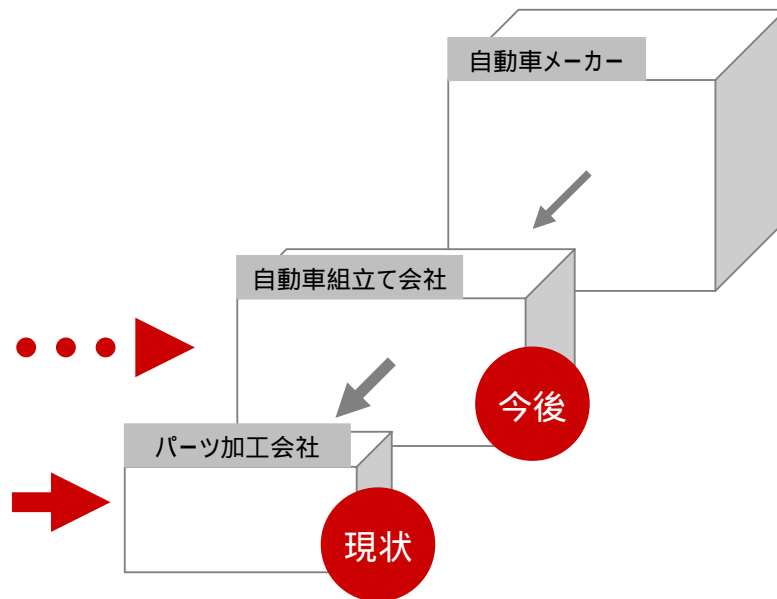 自動車メーカー
自動車組立て会社
今後
パーツ加工会社
現状